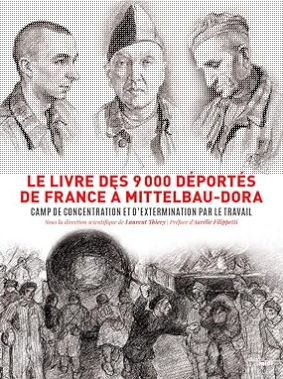 LE LIVRE DES 9 000 DÉPORTÉS
DE FRANCE À MITTELBAU-DORA
CAMP DE CONCENTRATION ET D'EXTERMINATION PAR LE TRAVAIL
Sous la direction scientifique de Laurent Thiery | Préface d'Aurélie Filippetti